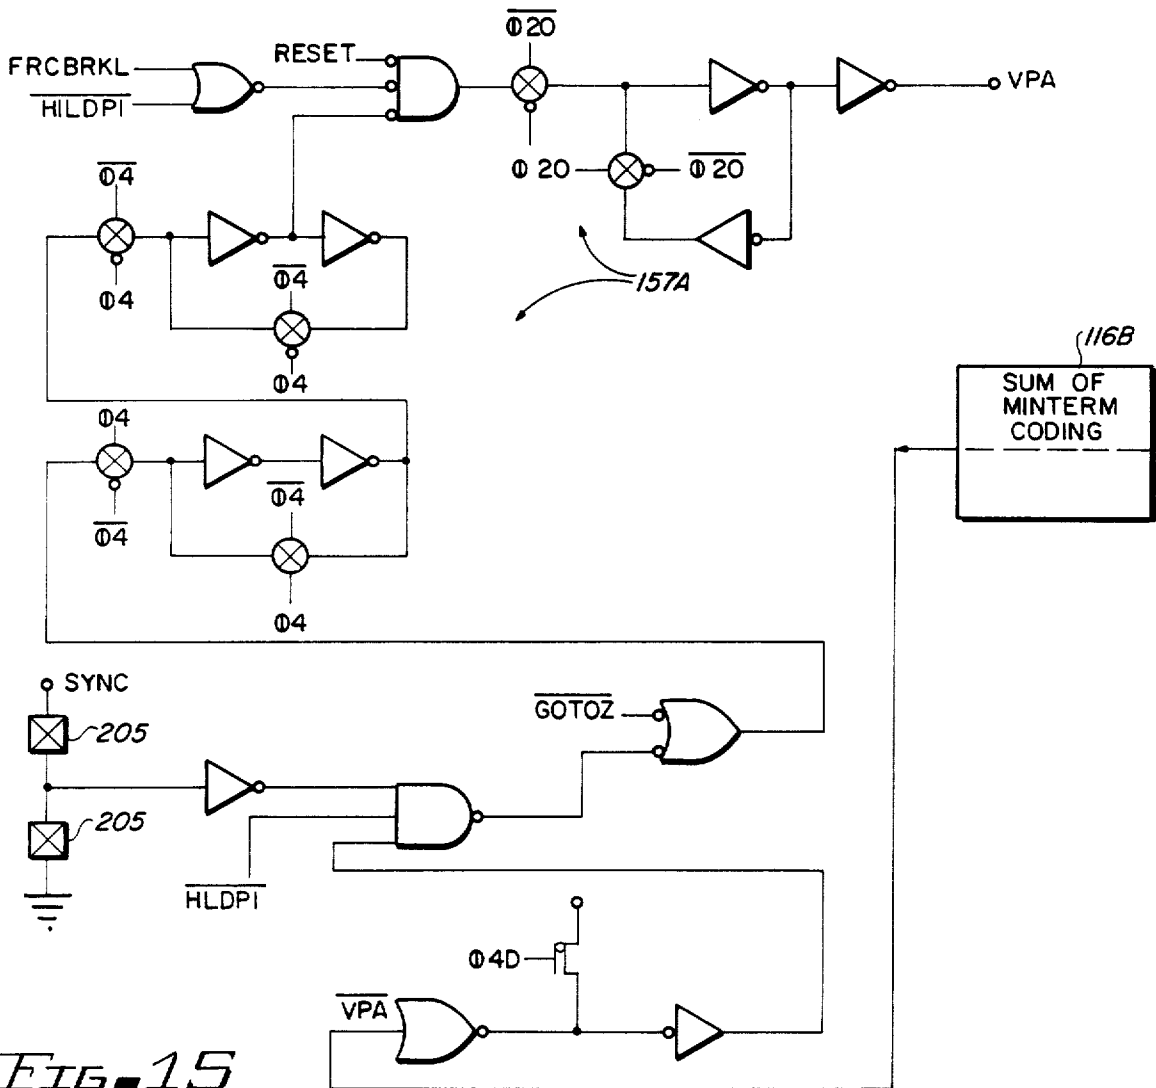 Φ20
FRCBRKL
RESET
VPA
HILDPI
Φ20
Φ20
Φ20
Φ4
Φ4
157A
Φ4
Φ4
116B
SUM OF
MINTERM
CODING
Φ4
Φ4
Φ4
Φ4
SYNC
205
GOTOZ
205
HLDPI
Φ4D
VPA
FIG. 15